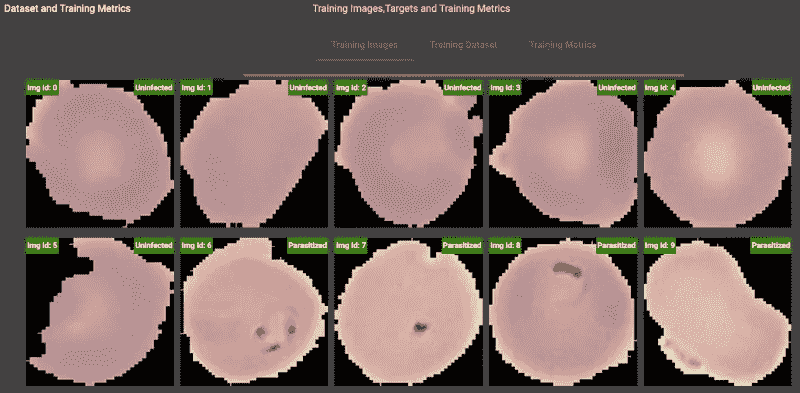 Dataset and Training Metrics
Training Images,Targets and Training Metrics
Training Images Training Dataset Training Metrics
Img Id: 0 Uninfected Img Id: 1 Uninfected Img Id: 2 Uninfected Img Id: 3 Uninfected Img Id: 4 Uninfected
Img Id: 5 Uninfected Img Id: 6 Parasitized Img Id: 7 Parasitized Img Id: 8 Parasitized Img Id: 9 Parasitized